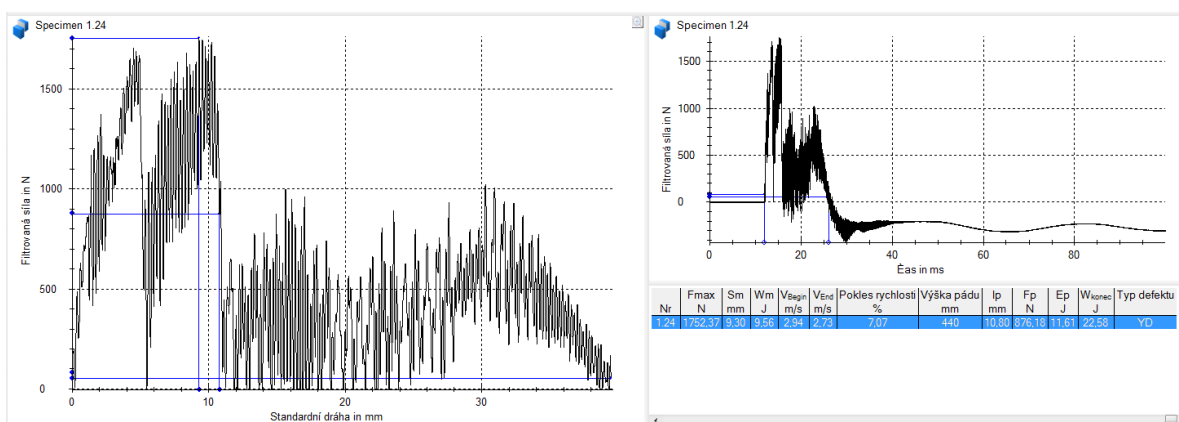 Specimen 1.24
Filtrovaná síla in N
1500
1000
500
0
0
10
20
30
Standardní dráha in mm
Specimen 1.24
Filtrovaná síla in N
1500
1000
500
0
0
20
40
60
80
Èas in ms
Nr Fmax N Sm mm Wm J VBegin m/s VEnd m/s Pokles rychlosti % Výška pádu mm lp mm Fp N Ep J Wkonec J Typ defektu
1.24 1752,37 9,30 9,56 2,94 2,73 7,07 440 10,80 876,18 11,61 22,58 YD